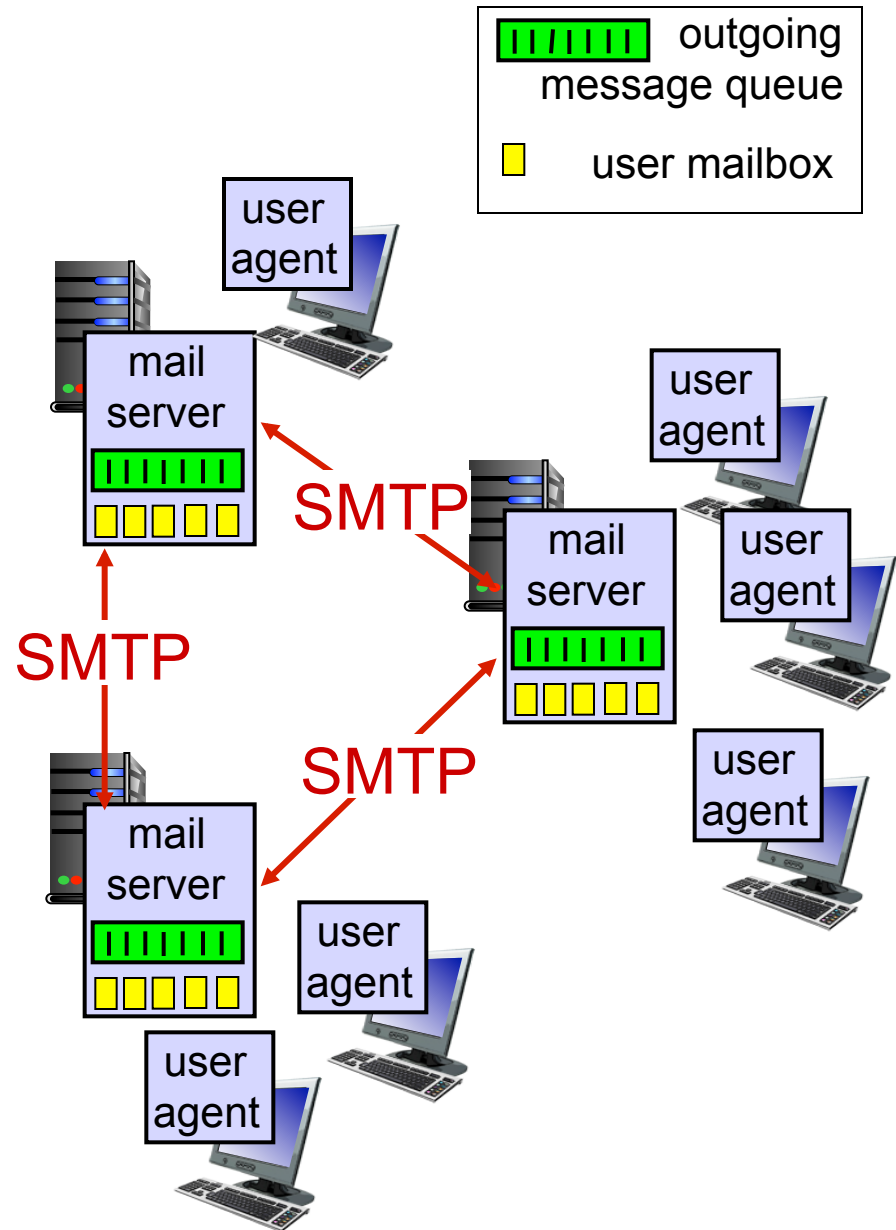 outgoing
message queue
user mailbox
user
agent
mail
server
SMTP
user
agent
mail
server
user
agent
SMTP
SMTP
user
agent
mail
server
user
agent
user
agent